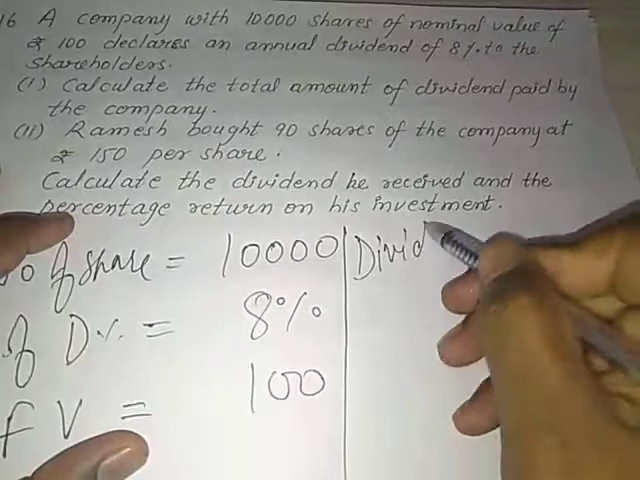 16 A company with 10000 shares of nominal value of
₹ 100 declares an annual dividend of 8%. to the
shareholders.
(i) Calculate the total amount of dividend paid by
the company.
(ii) Ramesh bought 90 shares of the company at
₹ 150 per share.
Calculate the dividend he received and the
percentage return on his investment.
of share = 10000 Divid
of D% = 8%
F V = 100